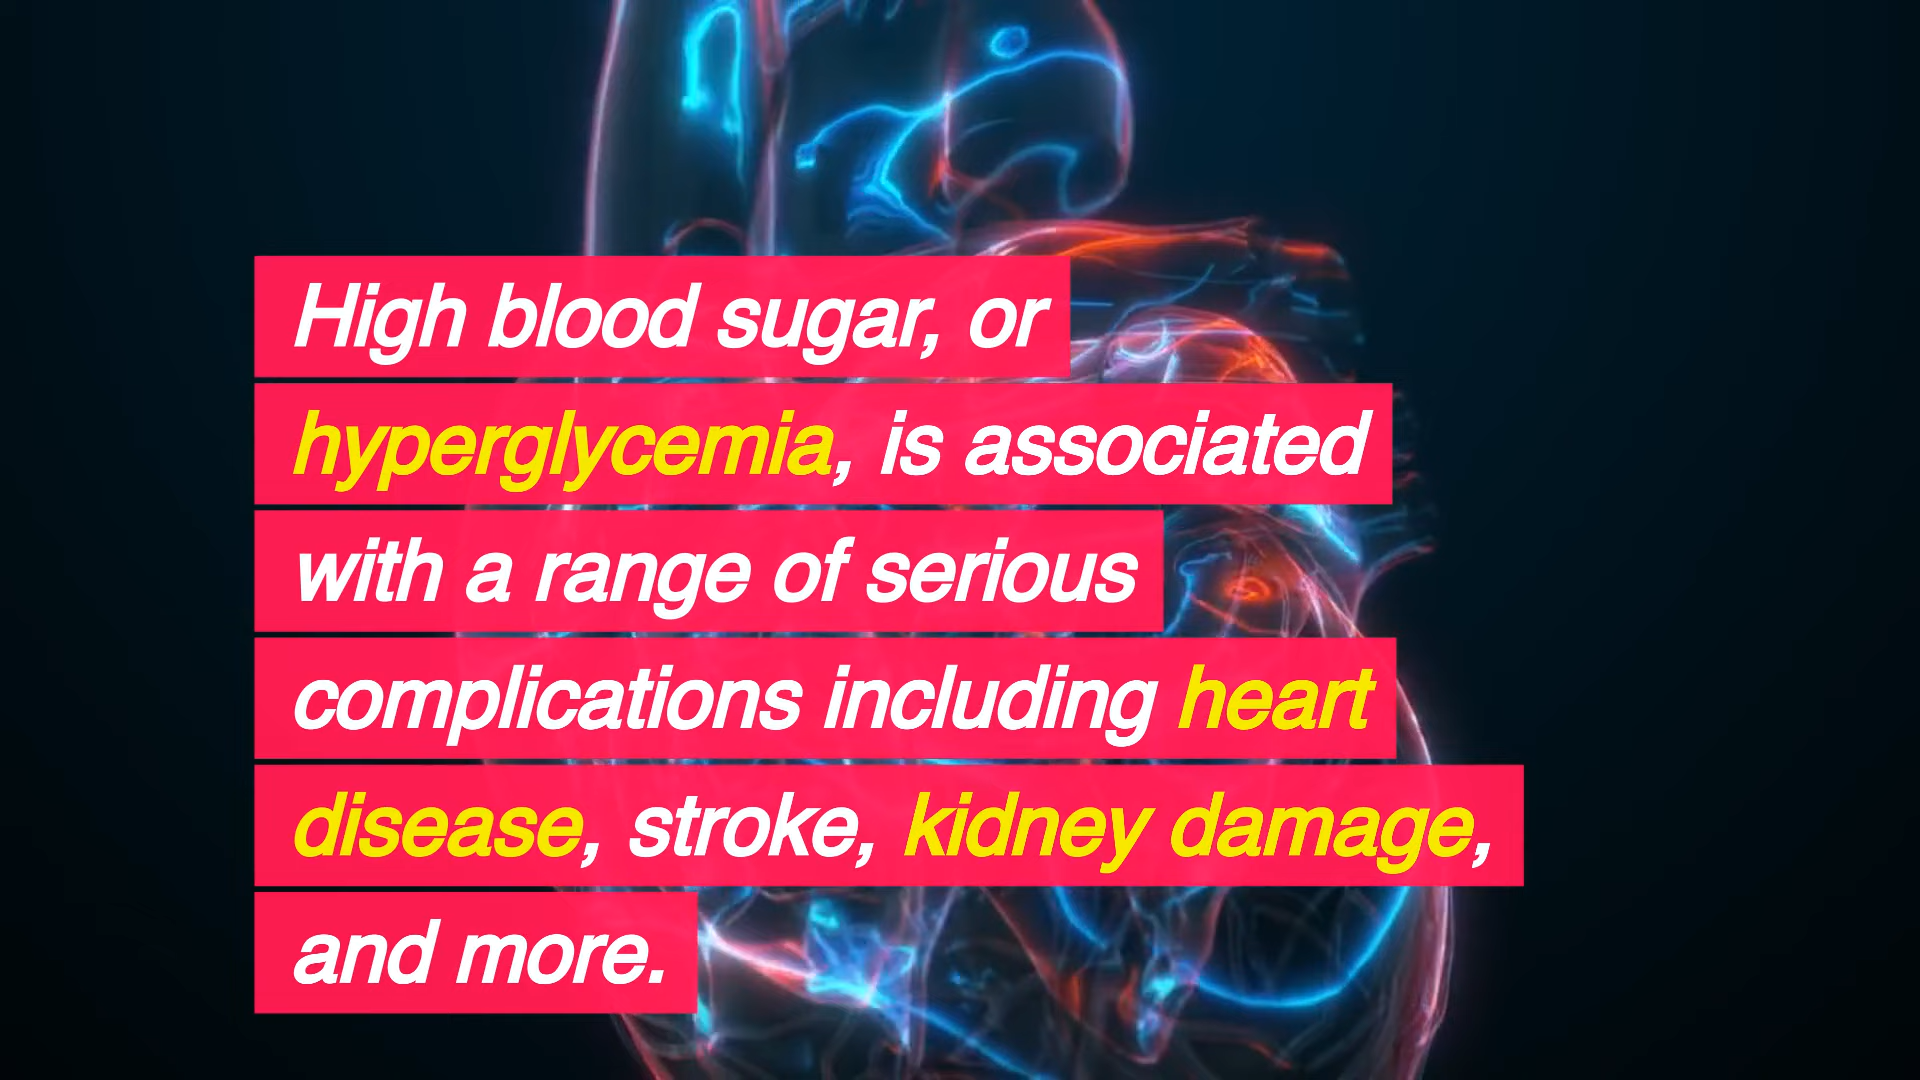 High blood sugar, or
hyperglycemia, is associated
with a range of serious
complications including heart
disease, stroke, kidney damage,
and more.